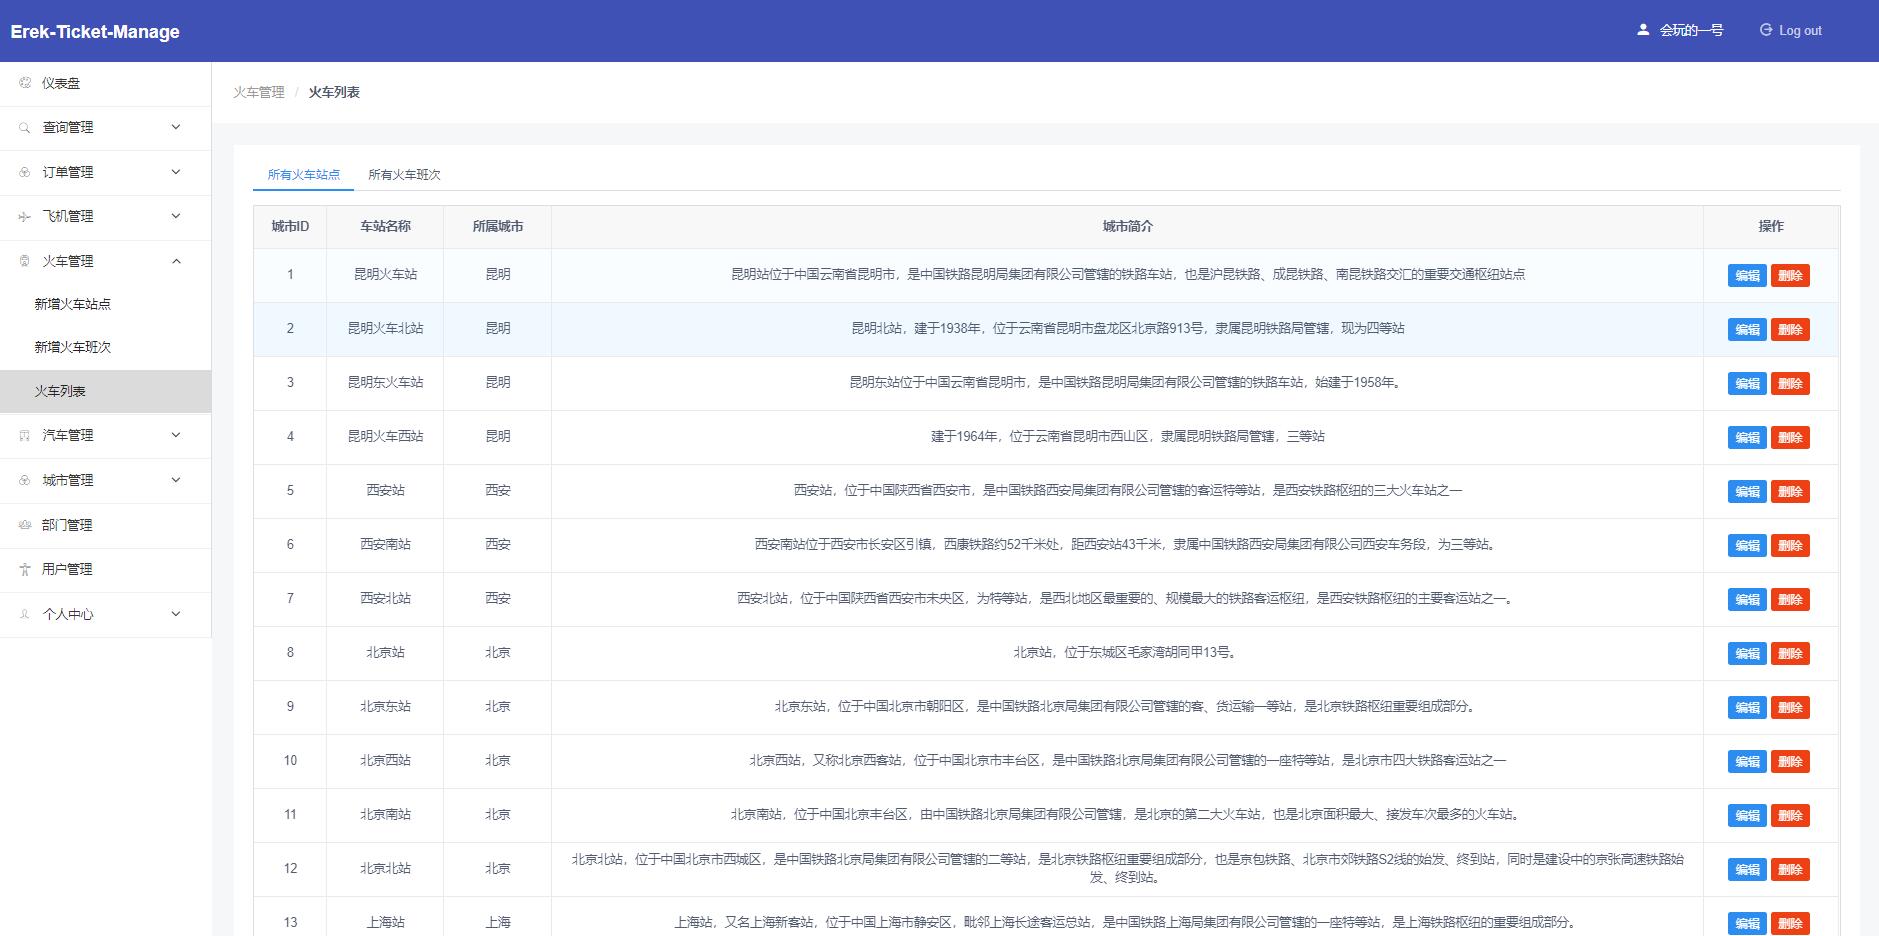 Erek-Ticket-Manage
会玩的一号
Log out
仪表盘
查询管理
订单管理
飞机管理
火车管理
新增火车站点
新增火车班次
火车列表
汽车管理
城市管理
部门管理
用户管理
个人中心
火车管理 / 火车列表
所有火车站点 所有火车班次
城市ID 车站名称 所属城市 城市简介 操作
1 昆明火车站 昆明 昆明站位于中国云南省昆明市，是中国铁路昆明局集团有限公司管辖的铁路车站，也是沪昆铁路、成昆铁路、南昆铁路交汇的重要交通枢纽站点 编辑 删除
2 昆明火车北站 昆明 昆明北站，建于1938年，位于云南省昆明市盘龙区北京路913号，隶属昆明铁路局管辖，现为四等站 编辑 删除
3 昆明东火车站 昆明 昆明东站位于中国云南省昆明市，是中国铁路昆明局集团有限公司管辖的铁路车站，始建于1958年。 编辑 删除
4 昆明火车西站 昆明 建于1964年，位于云南省昆明市西山区，隶属昆明铁路局管辖，三等站 编辑 删除
5 西安站 西安 西安站，位于中国陕西省西安市，是中国铁路西安局集团有限公司管辖的客运特等站，是西安铁路枢纽的三大火车站之一 编辑 删除
6 西安南站 西安 西安南站位于西安市长安区引镇，西康铁路约52千米处，距西安站43千米，隶属中国铁路西安局集团有限公司西安车务段，为三等站。 编辑 删除
7 西安北站 西安 西安北站，位于中国陕西省西安市未央区，为特等站，是西北地区最重要的、规模最大的铁路客运枢纽，是西安铁路枢纽的主要客运站之一。 编辑 删除
8 北京站 北京 北京站，位于东城区毛家湾胡同甲13号。 编辑 删除
9 北京东站 北京 北京东站，位于中国北京市朝阳区，是中国铁路北京局集团有限公司管辖的客、货运输一等站，是北京铁路枢纽重要组成部分。 编辑 删除
10 北京西站 北京 北京西站，又称北京西客站，位于中国北京市丰台区，是中国铁路北京局集团有限公司管辖的一座特等站，是北京市四大铁路客运站之一 编辑 删除
11 北京南站 北京 北京南站，位于中国北京丰台区，由中国铁路北京局集团有限公司管辖，是北京的第二大火车站，也是北京面积最大、接发车次最多的火车站。 编辑 删除
12 北京北站 北京 北京北站，位于中国北京市西城区，是中国铁路北京局集团有限公司管辖的二等站，是北京铁路枢纽重要组成部分，也是京包铁路、北京市郊铁路S2线的始发、终到站，同时是建设中的京张高速铁路始
发、终到站。 编辑 删除
13 上海站 上海 上海站，又名上海新客站，位于中国上海市静安区，毗邻上海长途客运总站，是中国铁路上海局集团有限公司管辖的一座特等站，是上海铁路枢纽的重要组成部分。 编辑 删除